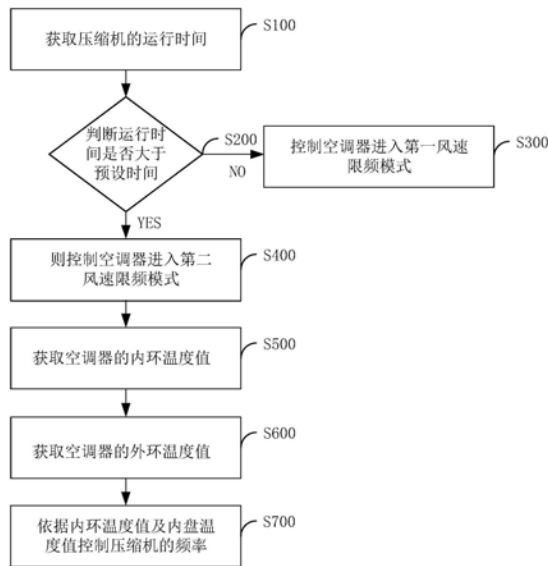 获取压缩机的运行时间
S100
判断运行时
间是否大于
预设时间
S200
NO
控制空调器进入第一风速
限频模式
S300
YES
则控制空调器进入第二
风速限频模式
S400
获取空调器的内环温度值
S500
获取空调器的外环温度值
S600
依据内环温度值及内盘温
度值控制压缩机的频率
S700